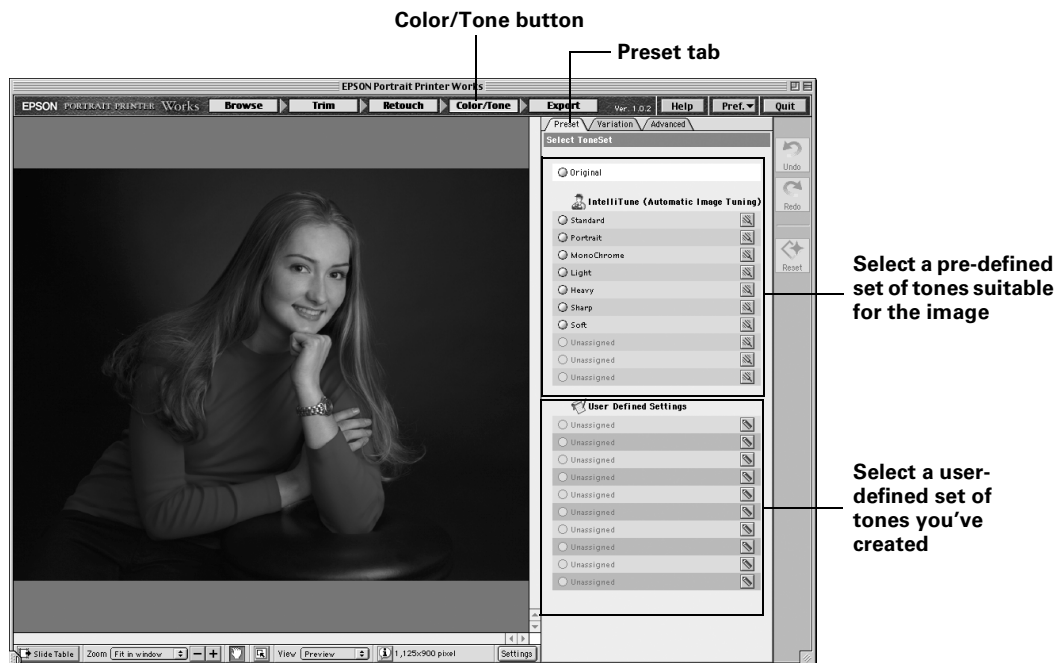 Color/Tone button
Preset tab
EPSON Portrait Printer Works
EPSON PORTRAIT PRINTER Works Browse Trim Retouch Color/Tone Export Ver. 1.0.2 Help Pref. Quit
Preset Variation Advanced
Select ToneSet
Undo
Original
Redo
IntelliTune (Automatic Image Tuning)
Standard
Portrait
MonoChrome
Reset
Light
Heavy
Sharp
Soft
Unassigned
Unassigned
Unassigned
Select a pre-defined
set of tones suitable
for the image
User Defined Settings
Unassigned
Unassigned
Unassigned
Unassigned
Unassigned
Unassigned
Unassigned
Unassigned
Unassigned
Unassigned
Select a user-
defined set of
tones you've
created
Slide Table Zoom Fit in window View Preview 1,125x900 pixel Settings